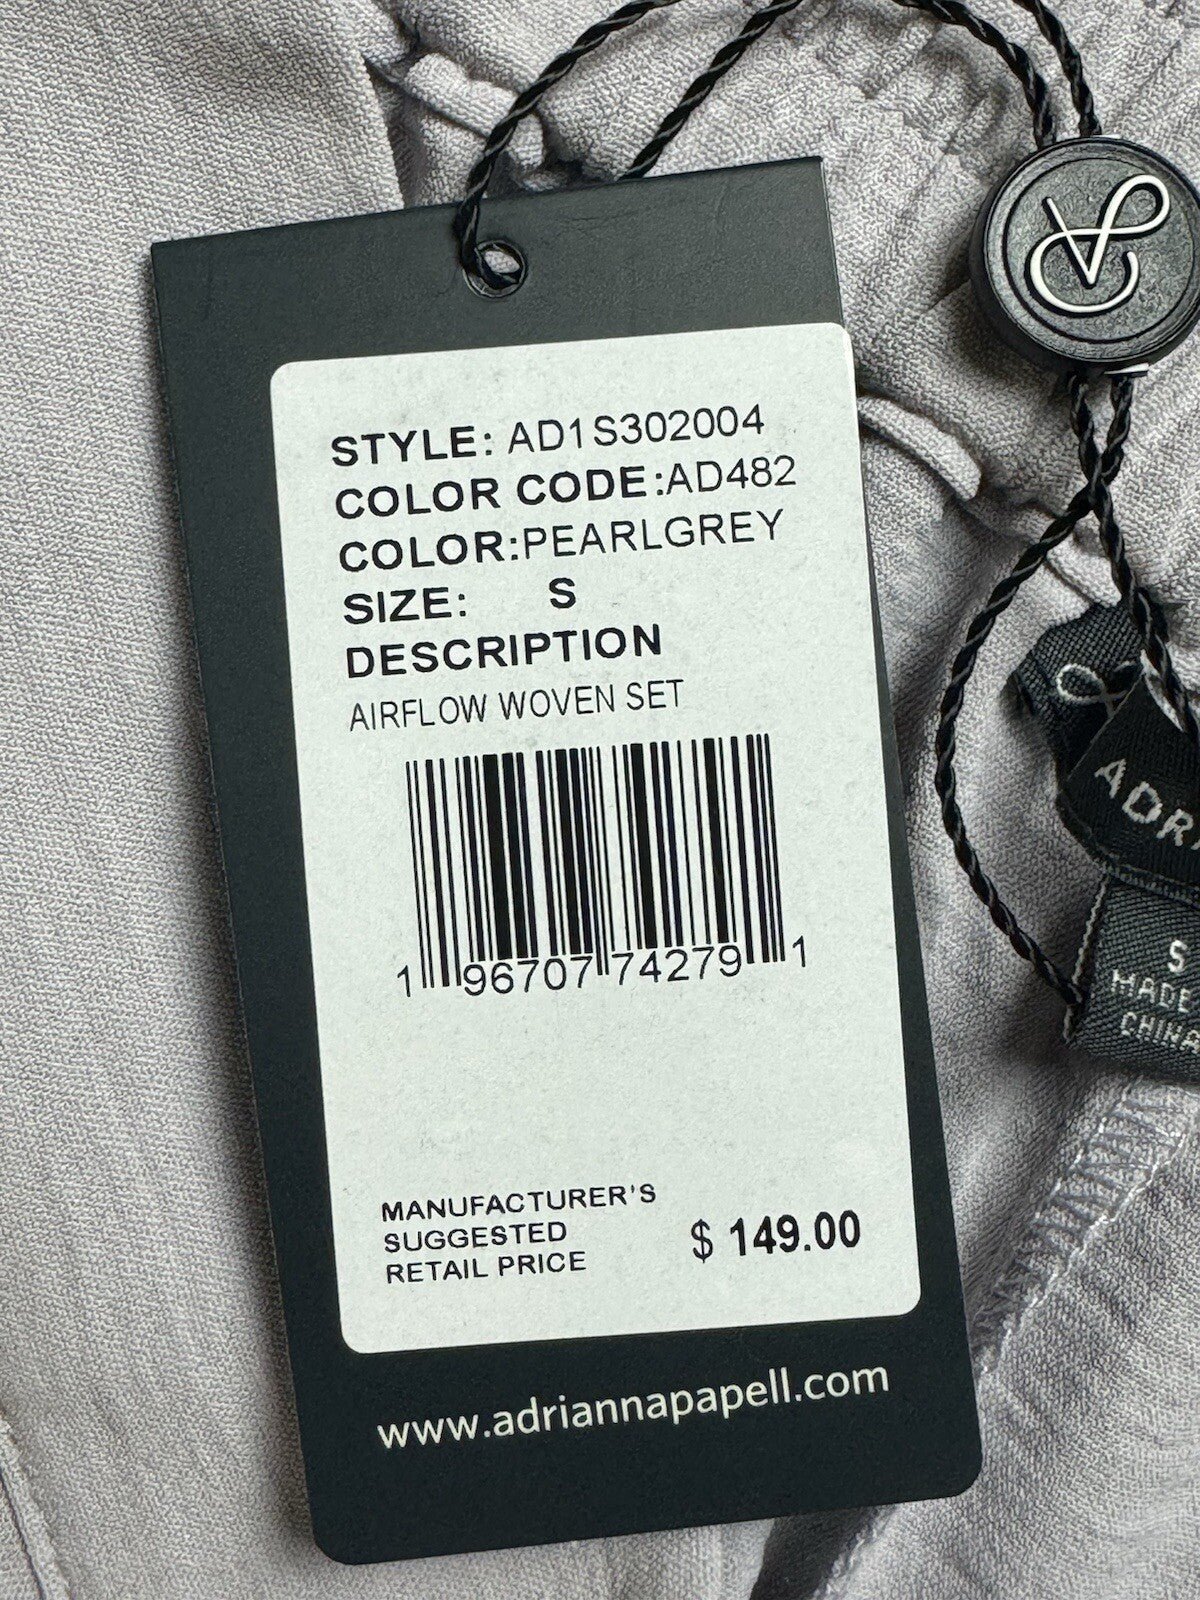 STYLE: AD1S302004
COLOR CODE:AD482
COLOR:PEARLGREY
SIZE: S
DESCRIPTION
AIRFLOW WOVEN SET
1 96707 74279 1
MANUFACTURER'S
SUGGESTED
RETAIL PRICE
$ 149.00
www.adriannapapell.com
S
MADE
CHINA